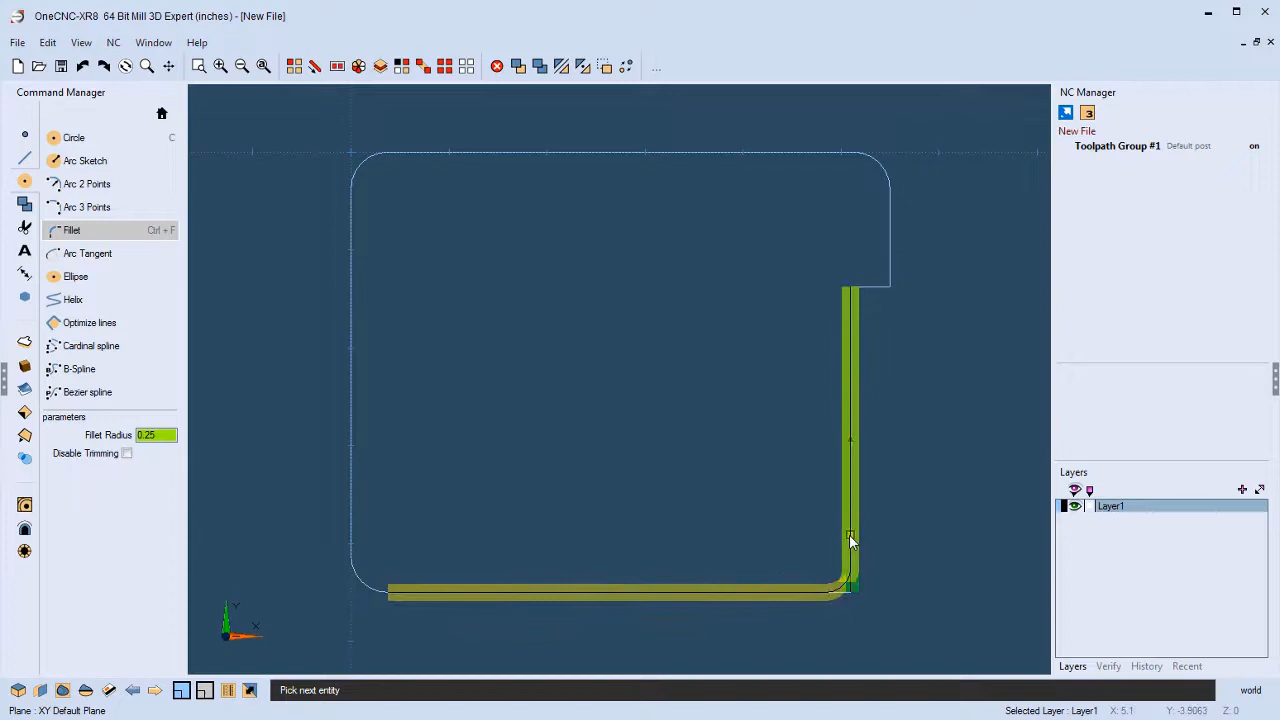 OneCNC-XR8 64 Bit Mill 3D Expert (inches) - [New File]
File Edit View NC Window Help
...
Command Manager
Circle C
Arc Sketch
Arc 2 Points
Arc 3 Points
Fillet Ctrl + F
Arc Tangent
Ellipse
Helix
Optimize lines
Cardinal spline
B-Spline
Bezier spline
parameters
Fillet Radius 0.25
Disable Trimming
A
Y
X
NC Manager
3
New File
Toolpath Group #1 Default post on
Layers
Layer1
Layers Verify History Recent
Pick next entity
world
Plane : XY Default Plane
Selected Layer : Layer1 X: 5.1 Y: -3.9063 Z: 0